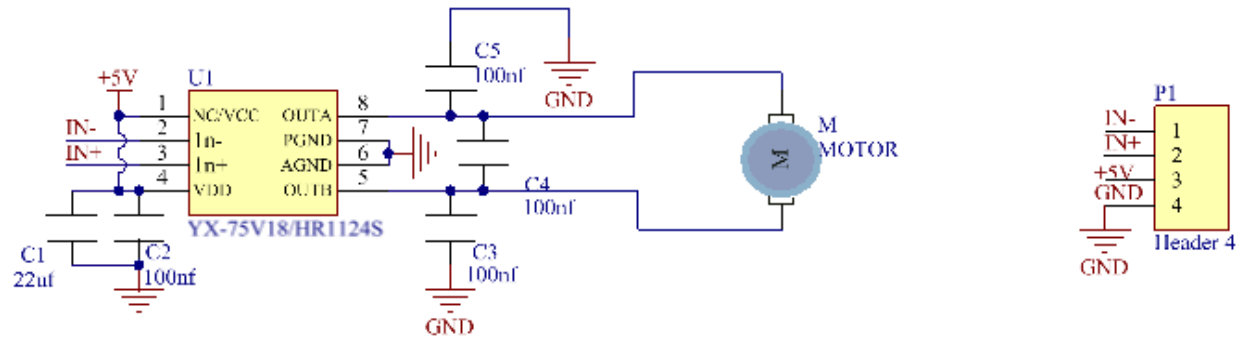 +5V
U1
1
NC/VCC
OUTA
8
IN-
2
In-
PGND
7
IN+
3
In+
AGND
6
4
VDD
OUTB
5
YX-75V18/HR1124S
C1
22uf
C2
100nf
C5
100nf
GND
C4
100nf
C3
100nf
GND
M
M
MOTOR
P1
IN-
1
IN+
2
+5V
3
GND
4
GND
Header 4